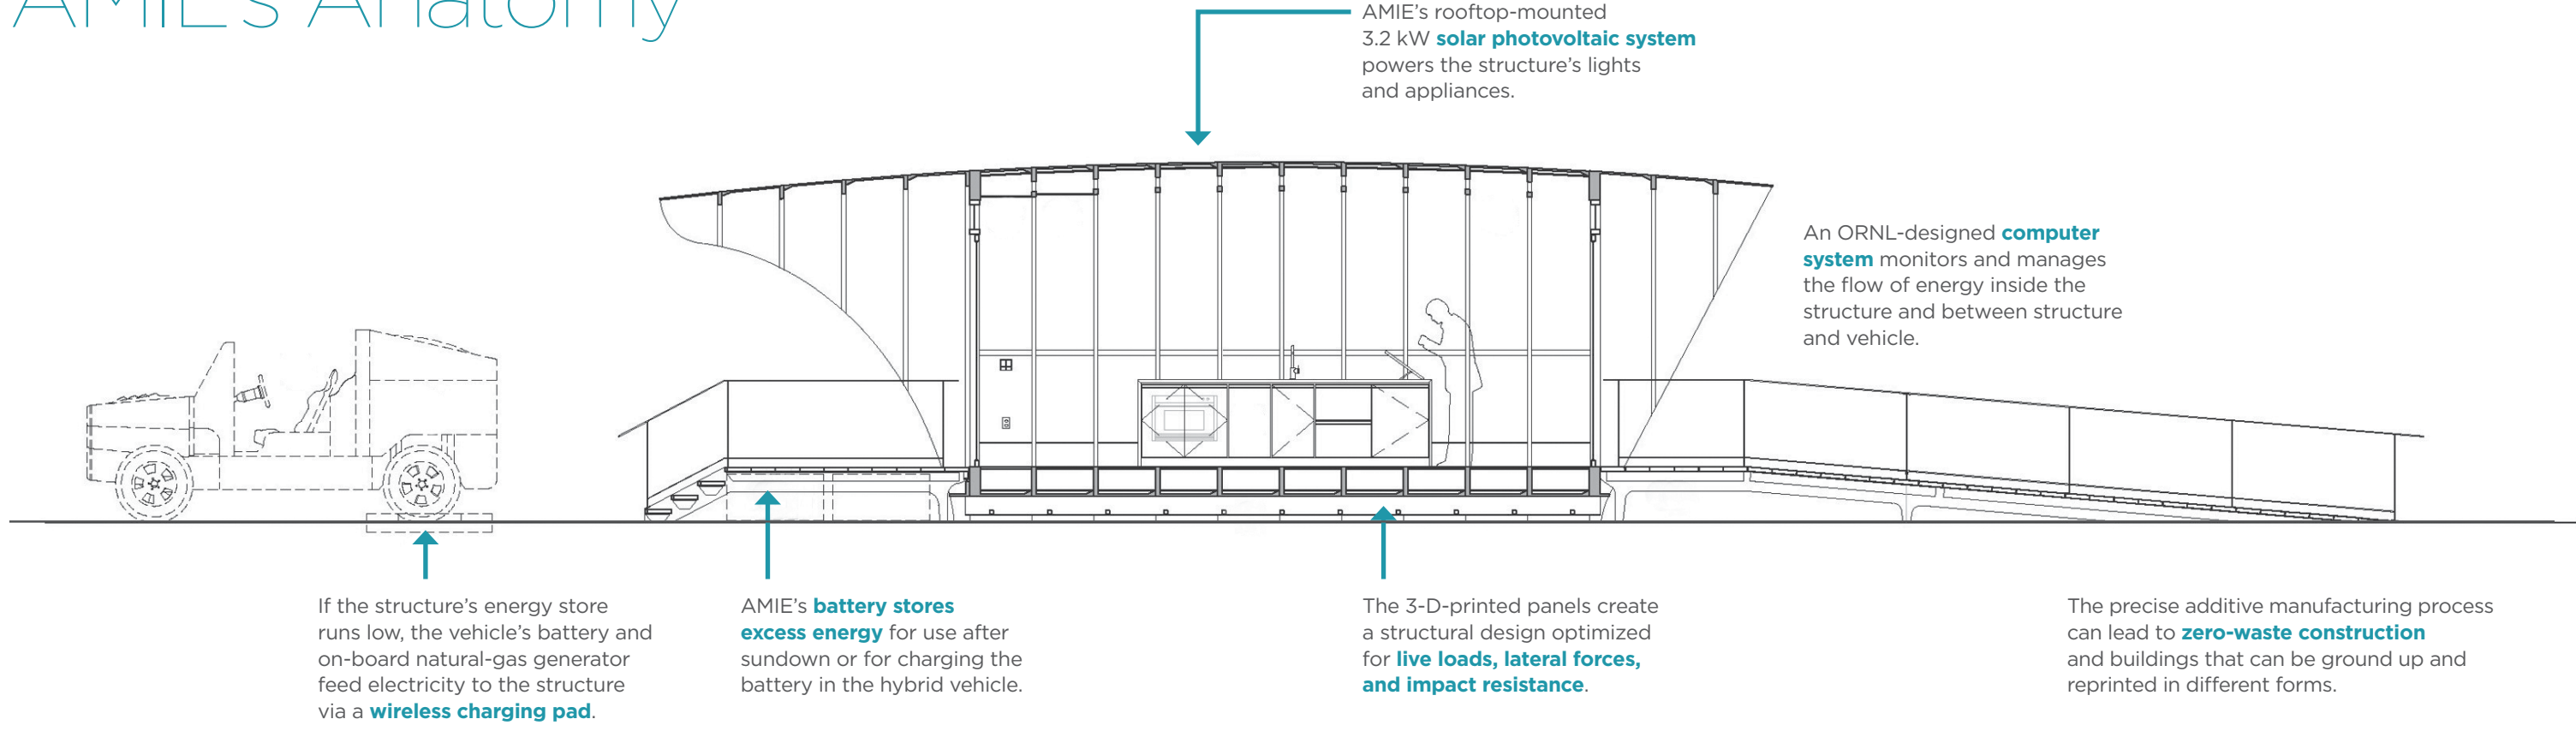 AMIE's Anatomy
AMIE’s rooftop-mounted
3.2 kW solar photovoltaic system
powers the structure’s lights
and appliances.
An ORNL-designed computer
system monitors and manages
the flow of energy inside the
structure and between structure
and vehicle.
If the structure’s energy store
runs low, the vehicle’s battery and
on-board natural-gas generator
feed electricity to the structure
via a wireless charging pad.
AMIE’s battery stores
excess energy for use after
sundown or for charging the
battery in the hybrid vehicle.
The 3-D-printed panels create
a structural design optimized
for live loads, lateral forces,
and impact resistance.
The precise additive manufacturing process
can lead to zero-waste construction
and buildings that can be ground up and
reprinted in different forms.